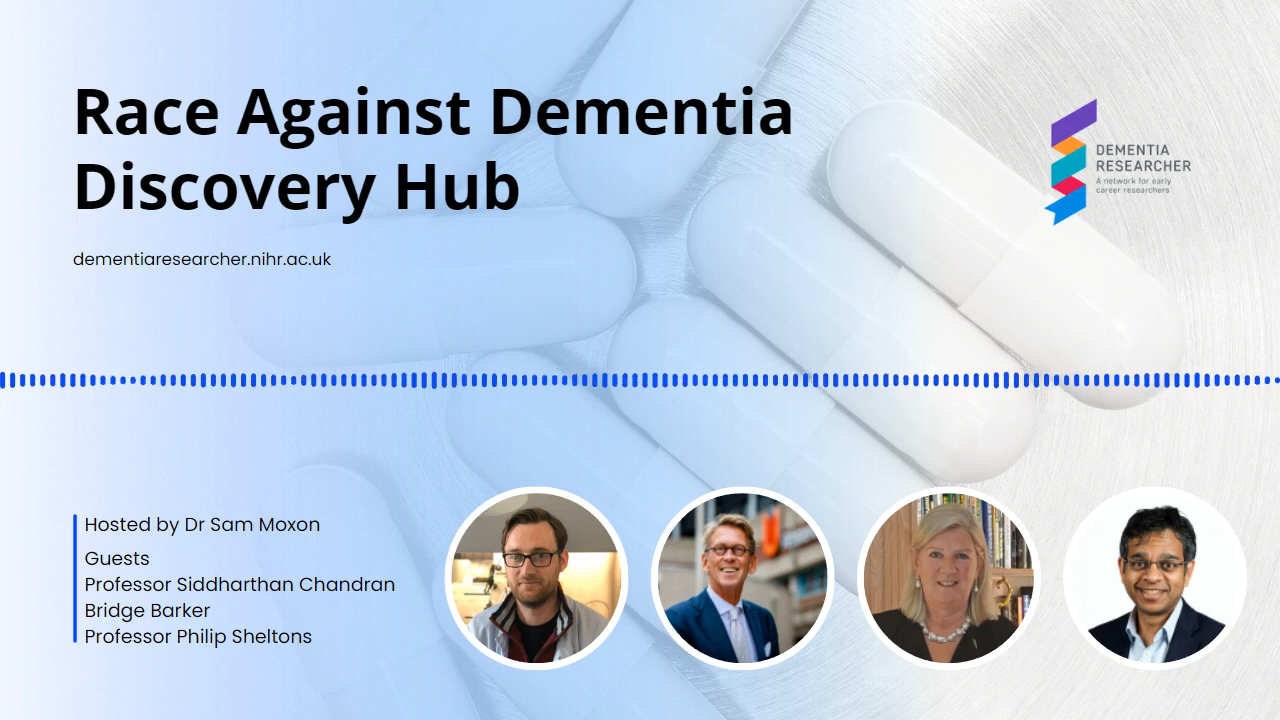 Race Against Dementia
Discovery Hub
dementiaresearcher.nihr.ac.uk
DEMENTIA
RESEARCHER
A network for early
career researchers
Hosted by Dr Sam Moxon
Guests
Professor Siddharthan Chandran
Bridge Barker
Professor Philip Sheltons